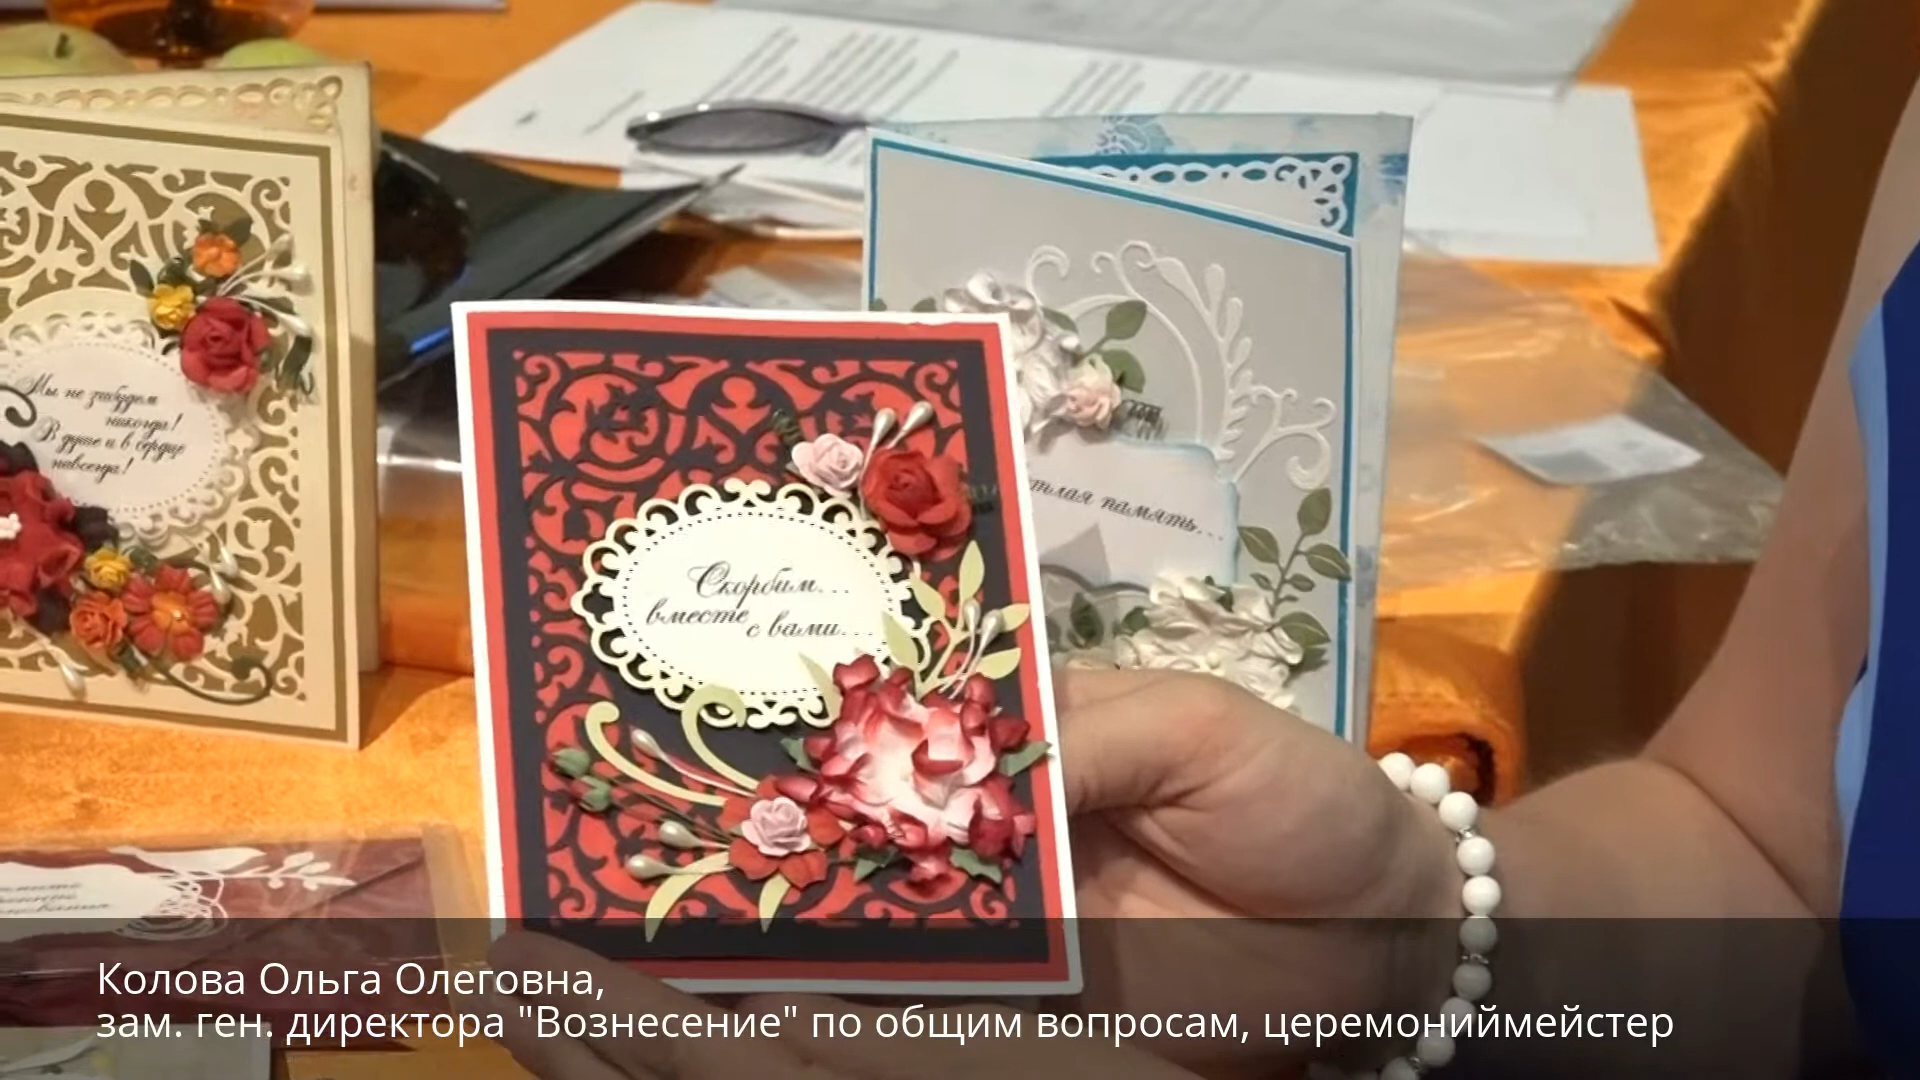 Мы не забудем
никогда!
В душе и в сердце
навсегда!
Скорбим...
вместе
с вами...
память...
Колова Ольга Олеговна,
зам. ген. директора "Вознесение" по общим вопросам, церемониймейстер